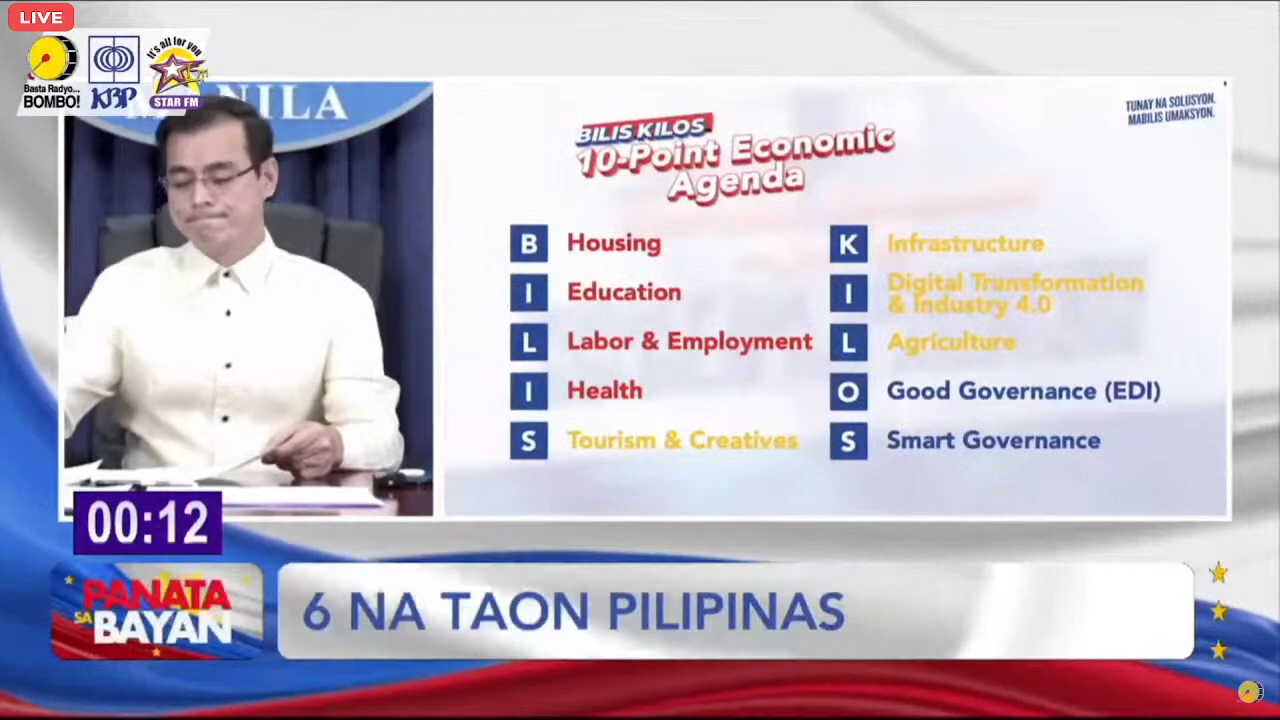 LIVE
Basta Radyo...
BOMBO!
KBP
It's all for you
STAR FM
NILA
BILIS KILOS
10-Point Economic
Agenda
TUNAY NA SOLUSYON.
MABILIS UMAKSYON.
B Housing
I Education
L Labor & Employment
I Health
S Tourism & Creatives
K Infrastructure
I Digital Transformation
& Industry 4.0
L Agriculture
O Good Governance (EDI)
S Smart Governance
00:12
PANATA
SA BAYAN
6 NA TAON PILIPINAS